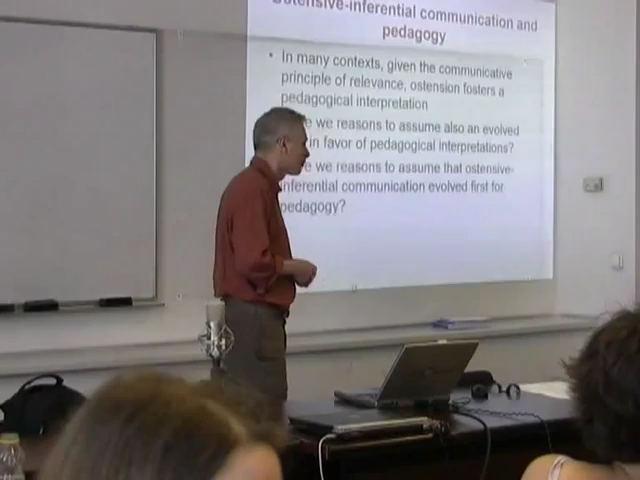 Ostensive-inferential communication and
pedagogy
• In many contexts, given the communicative
principle of relevance, ostension fosters a
pedagogical interpretation
we reasons to assume also an evolved
in favor of pedagogical interpretations?
we reasons to assume that ostensive-
inferential communication evolved first for
pedagogy?